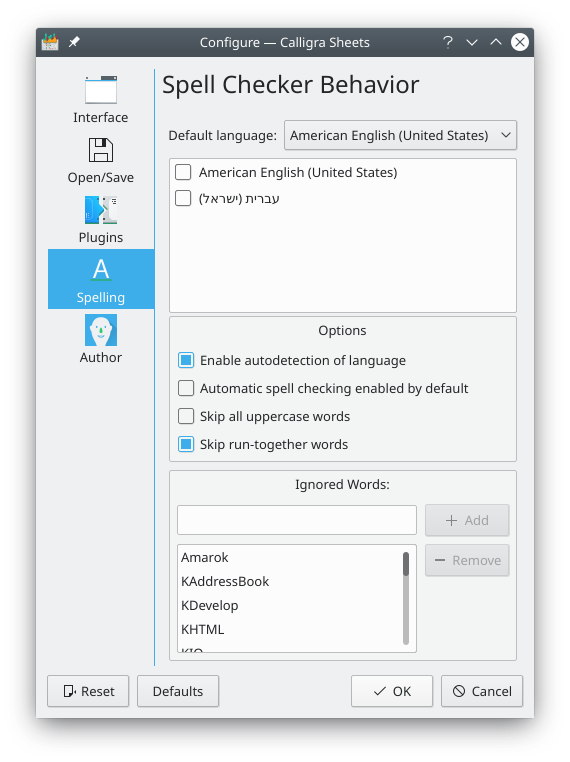 Configure — Calligra Sheets
Interface
Open/Save
Plugins
Spelling
Author
Spell Checker Behavior
Default language: American English (United States)
American English (United States)
עברית (ישראל)
Options
Enable autodetection of language
Automatic spell checking enabled by default
Skip all uppercase words
Skip run-together words
Ignored Words:
Add
Amarok
Remove
KAddressBook
KDevelop
KHTML
Reset
Defaults
OK
Cancel